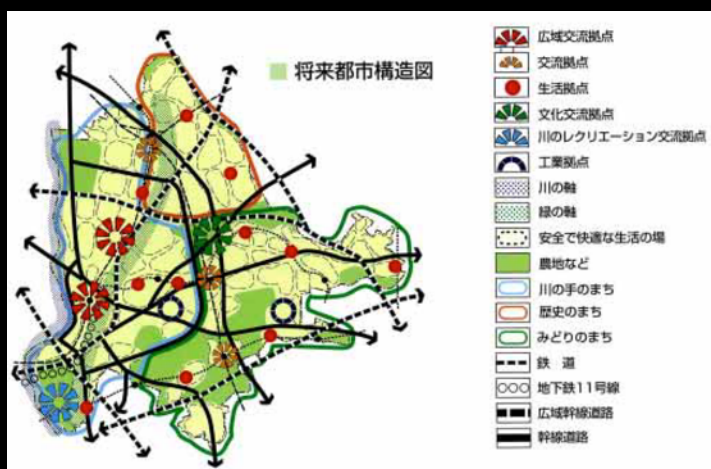 将来都市構造図
広域交流拠点
交流拠点
生活拠点
文化交流拠点
川のレクリエーション交流拠点
工業拠点
川の軸
緑の軸
安全で快適な生活の場
農地など
川の手のまち
歴史のまち
みどりのまち
鉄 道
地下鉄11号線
広域幹線道路
幹線道路